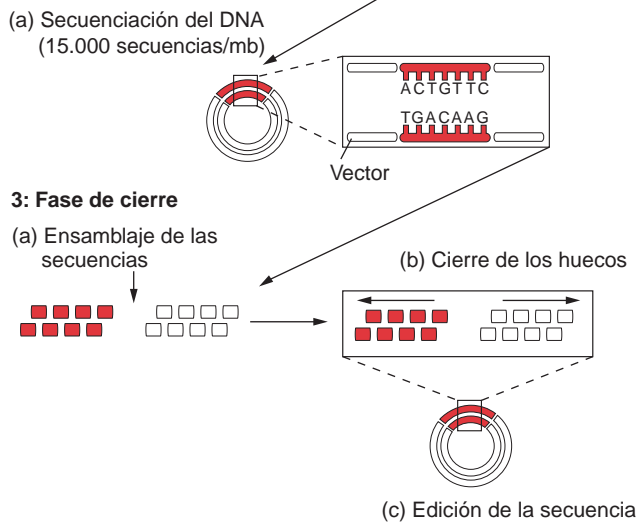 (a) Secuenciación del DNA
(15.000 secuencias/mb)
ACTGTTC
TGACAAG
Vector
3: Fase de cierre
(a) Ensamblaje de las
secuencias
(b) Cierre de los huecos
(c) Edición de la secuencia